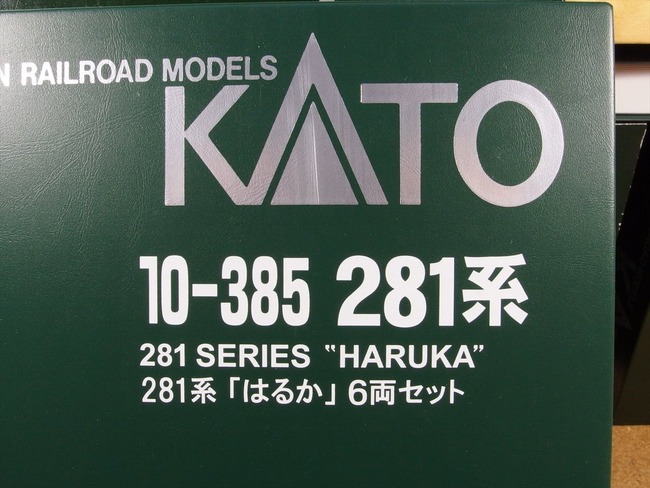 N RAILROAD MODELS
KATO
10-385 281系
281 SERIES "HARUKA"
281系「はるか」6両セット